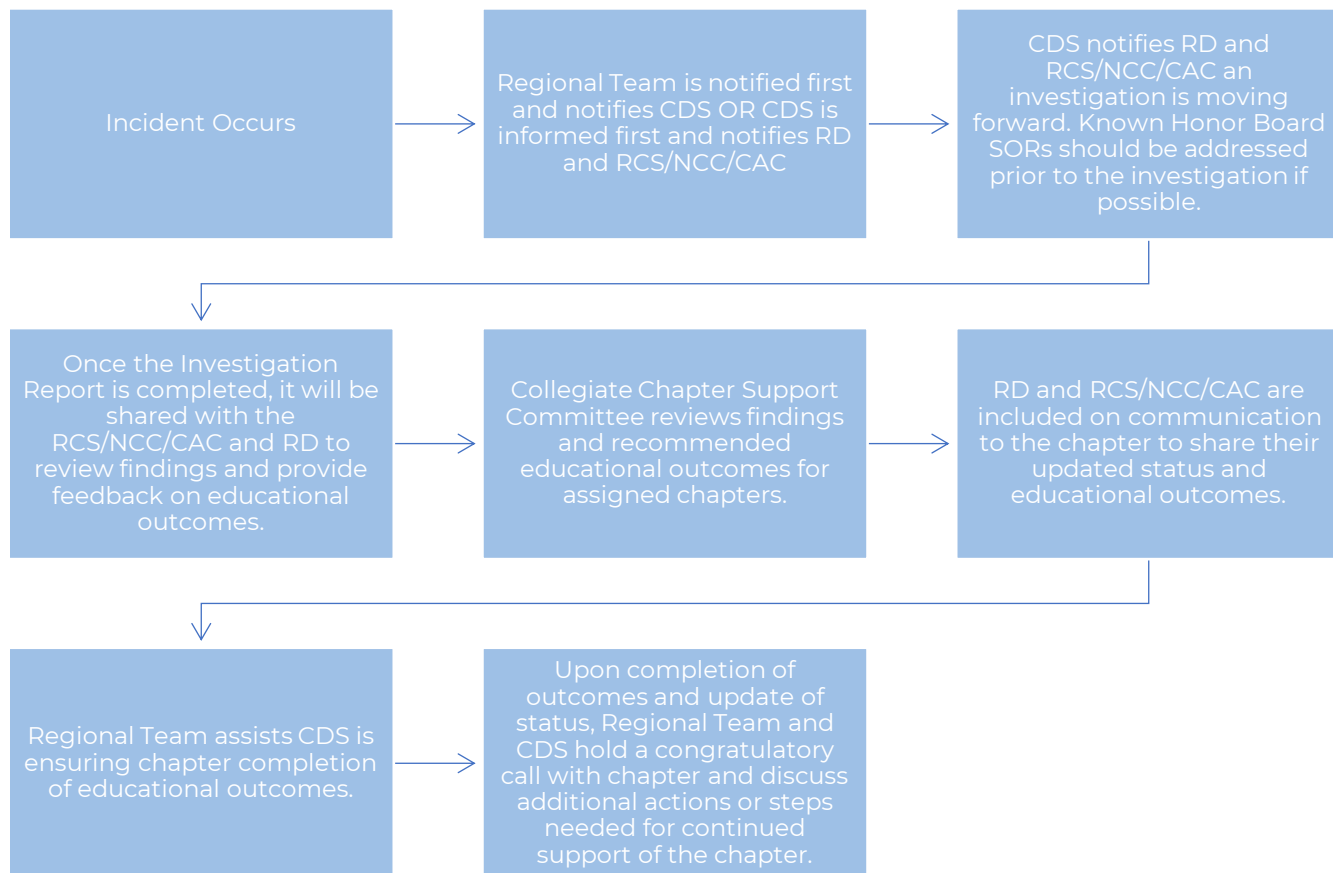 Incident Occurs
Regional Team is notified first
and notifies CDS OR CDS is
informed first and notifies RD
and RCS/NCC/CAC
CDS notifies RD and
RCS/NCC/CAC an
investigation is moving
forward. Known Honor Board
SORs should be addressed
prior to the investigation if
possible.
Once the Investigation
Report is completed, it will be
shared with the
RCS/NCC/CAC and RD to
review findings and provide
feedback on educational
outcomes.
Collegiate Chapter Support
Committee reviews findings
and recommended
educational outcomes for
assigned chapters.
RD and RCS/NCC/CAC are
included on communication
to the chapter to share their
updated status and
educational outcomes.
Regional Team assists CDS is
ensuring chapter completion
of educational outcomes.
Upon completion of
outcomes and update of
status, Regional Team and
CDS hold a congratulatory
call with chapter and discuss
additional actions or steps
needed for continued
support of the chapter.